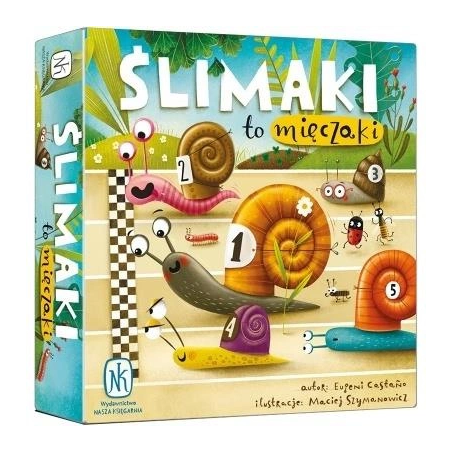 ŚLIMAKI
to mięczaki
2
3
1
5
4
autor: Eugeni Castaño
ilustracje: Maciej Szymanowicz
NK
Wydawnictwo
NASZA KSIĘGARNIA
ŚLIMAKI
to mięczaki
NK